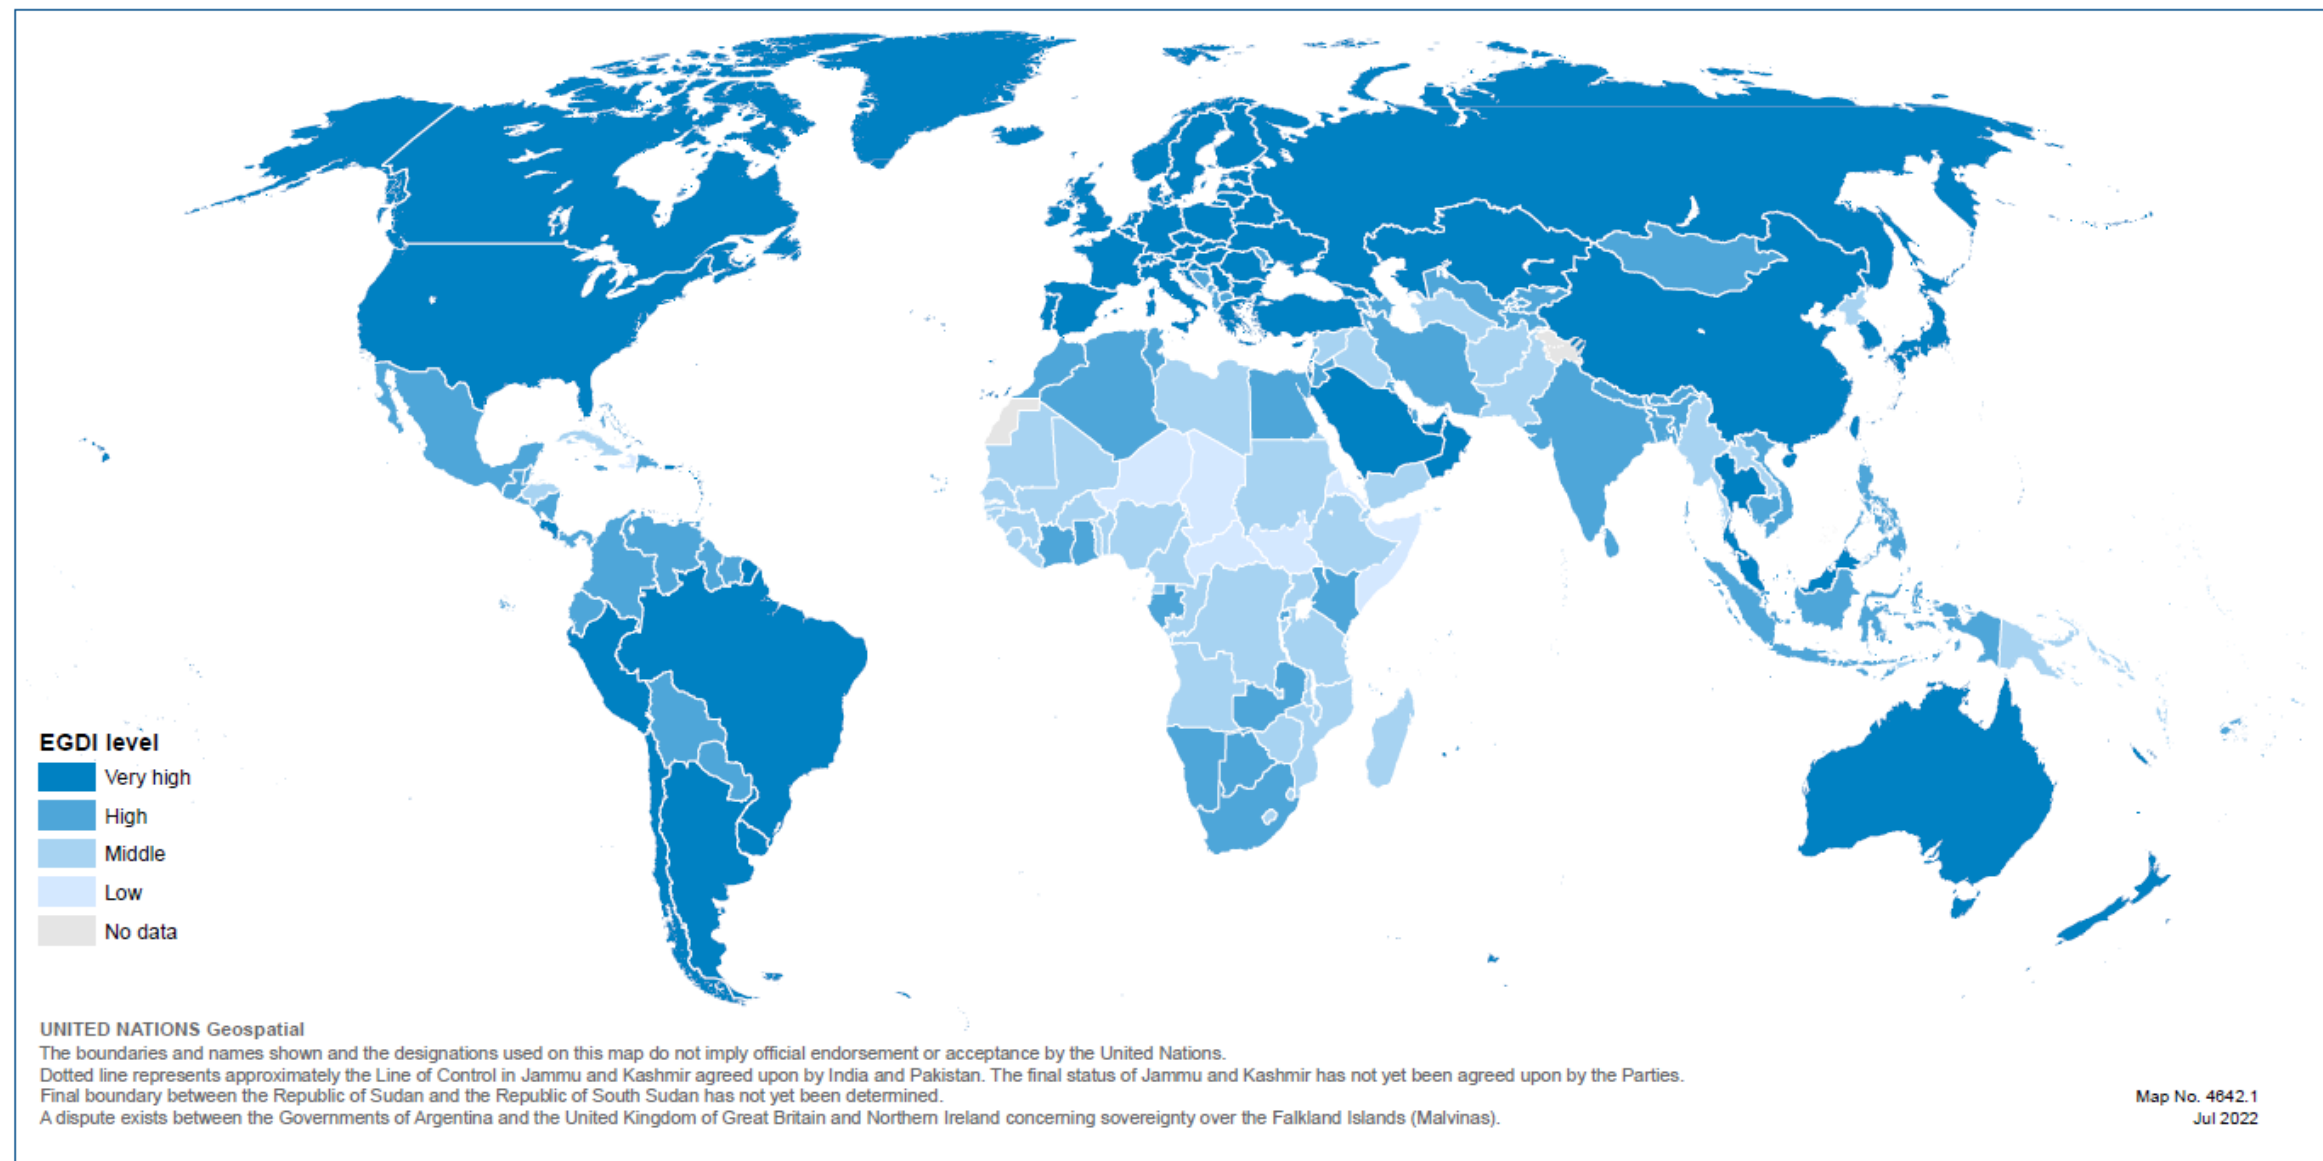 EGDI level
Very high
High
Middle
Low
No data
UNITED NATIONS Geospatial
The boundaries and names shown and the designations used on this map do not imply official endorsement or acceptance by the United Nations.
Dotted line represents approximately the Line of Control in Jammu and Kashmir agreed upon by India and Pakistan. The final status of Jammu and Kashmir has not yet been agreed upon by the Parties.
Final boundary between the Republic of Sudan and the Republic of South Sudan has not yet been determined.
A dispute exists between the Governments of Argentina and the United Kingdom of Great Britain and Northern Ireland concerning sovereignty over the Falkland Islands (Malvinas).
Map No. 4642.1
Jul 2022